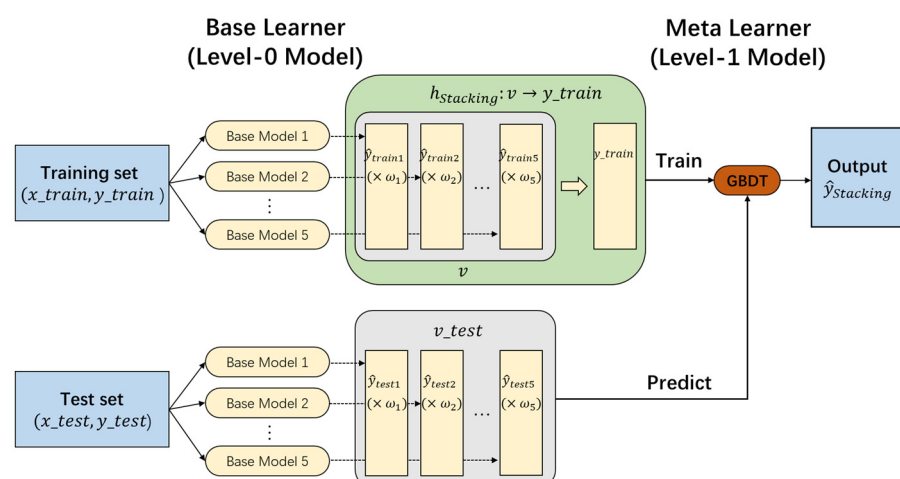 Base Learner
(Level-0 Model)
Meta Learner
(Level-1 Model)
h_Stacking: v → y_train
Training set
(x_train, y_train )
Base Model 1
Base Model 2
⋮
Base Model 5
ŷ_train1
(× ω₁)
ŷ_train2
(× ω₂)
...
ŷ_train5
(× ω₅)
y_train
v
Train
GBDT
Output
ŷ_Stacking
v_test
Test set
(x_test, y_test)
Base Model 1
Base Model 2
⋮
Base Model 5
ŷ_test1
(× ω₁)
ŷ_test2
(× ω₂)
...
ŷ_test5
(× ω₅)
Predict